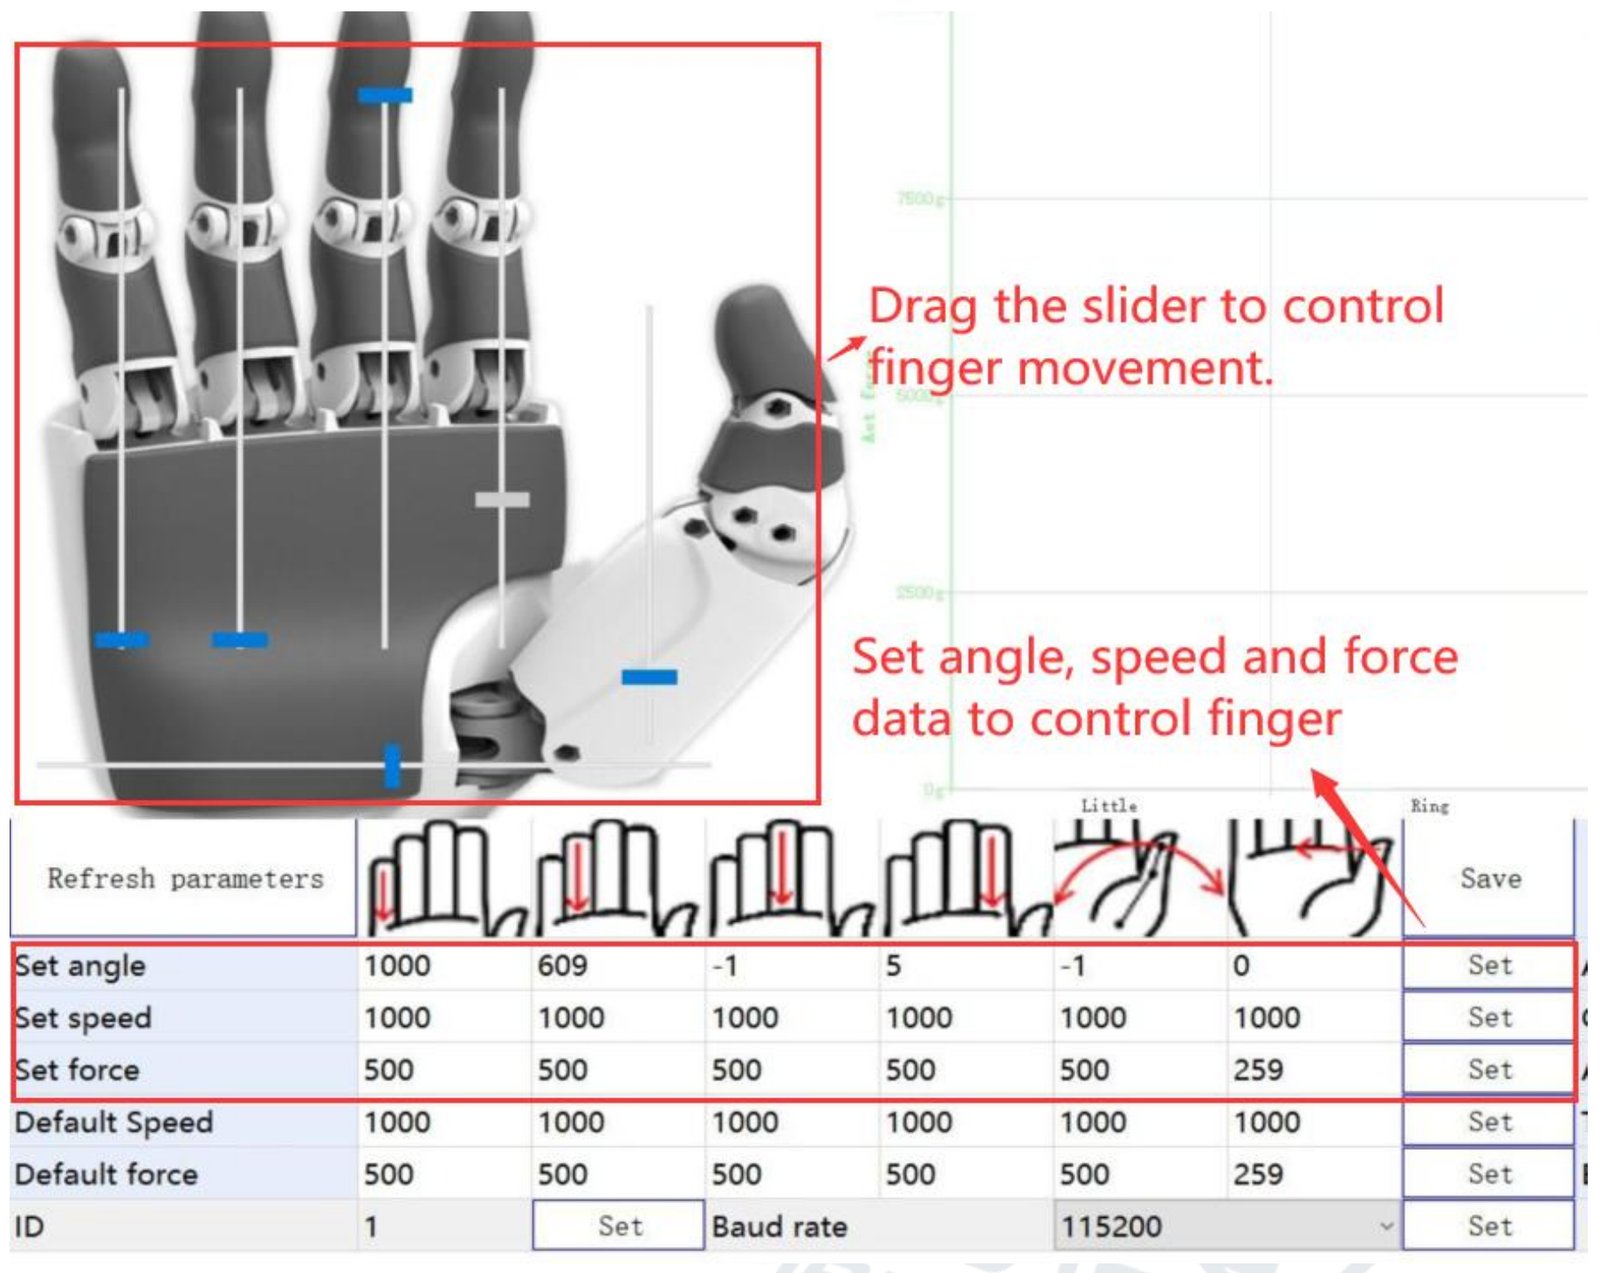 7500g
Drag the slider to control
finger movement.
5000g
2500g
Set angle, speed and force
data to control finger
0g
Little
Ring
Refresh parameters
Save
Set angle 1000 609 -1 5 -1 0 Set
Set speed 1000 1000 1000 1000 1000 1000 Set
Set force 500 500 500 500 500 259 Set
Default Speed 1000 1000 1000 1000 1000 1000 Set
Default force 500 500 500 500 500 259 Set
ID 1 Set Baud rate 115200 Set